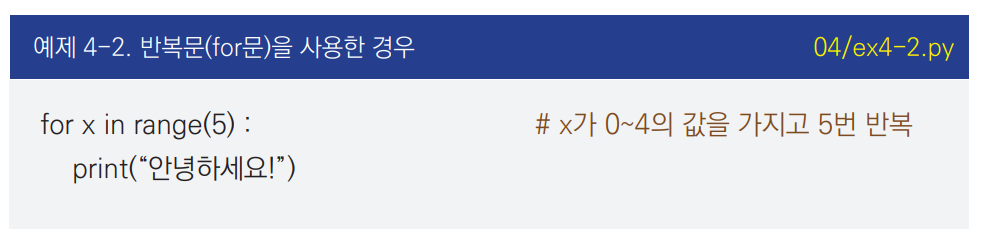 예제 4-2. 반복문(for문)을 사용한 경우 04/ex4-2.py
for x in range(5) : # x가 0~4의 값을 가지고 5번 반복
print(“안녕하세요!”)